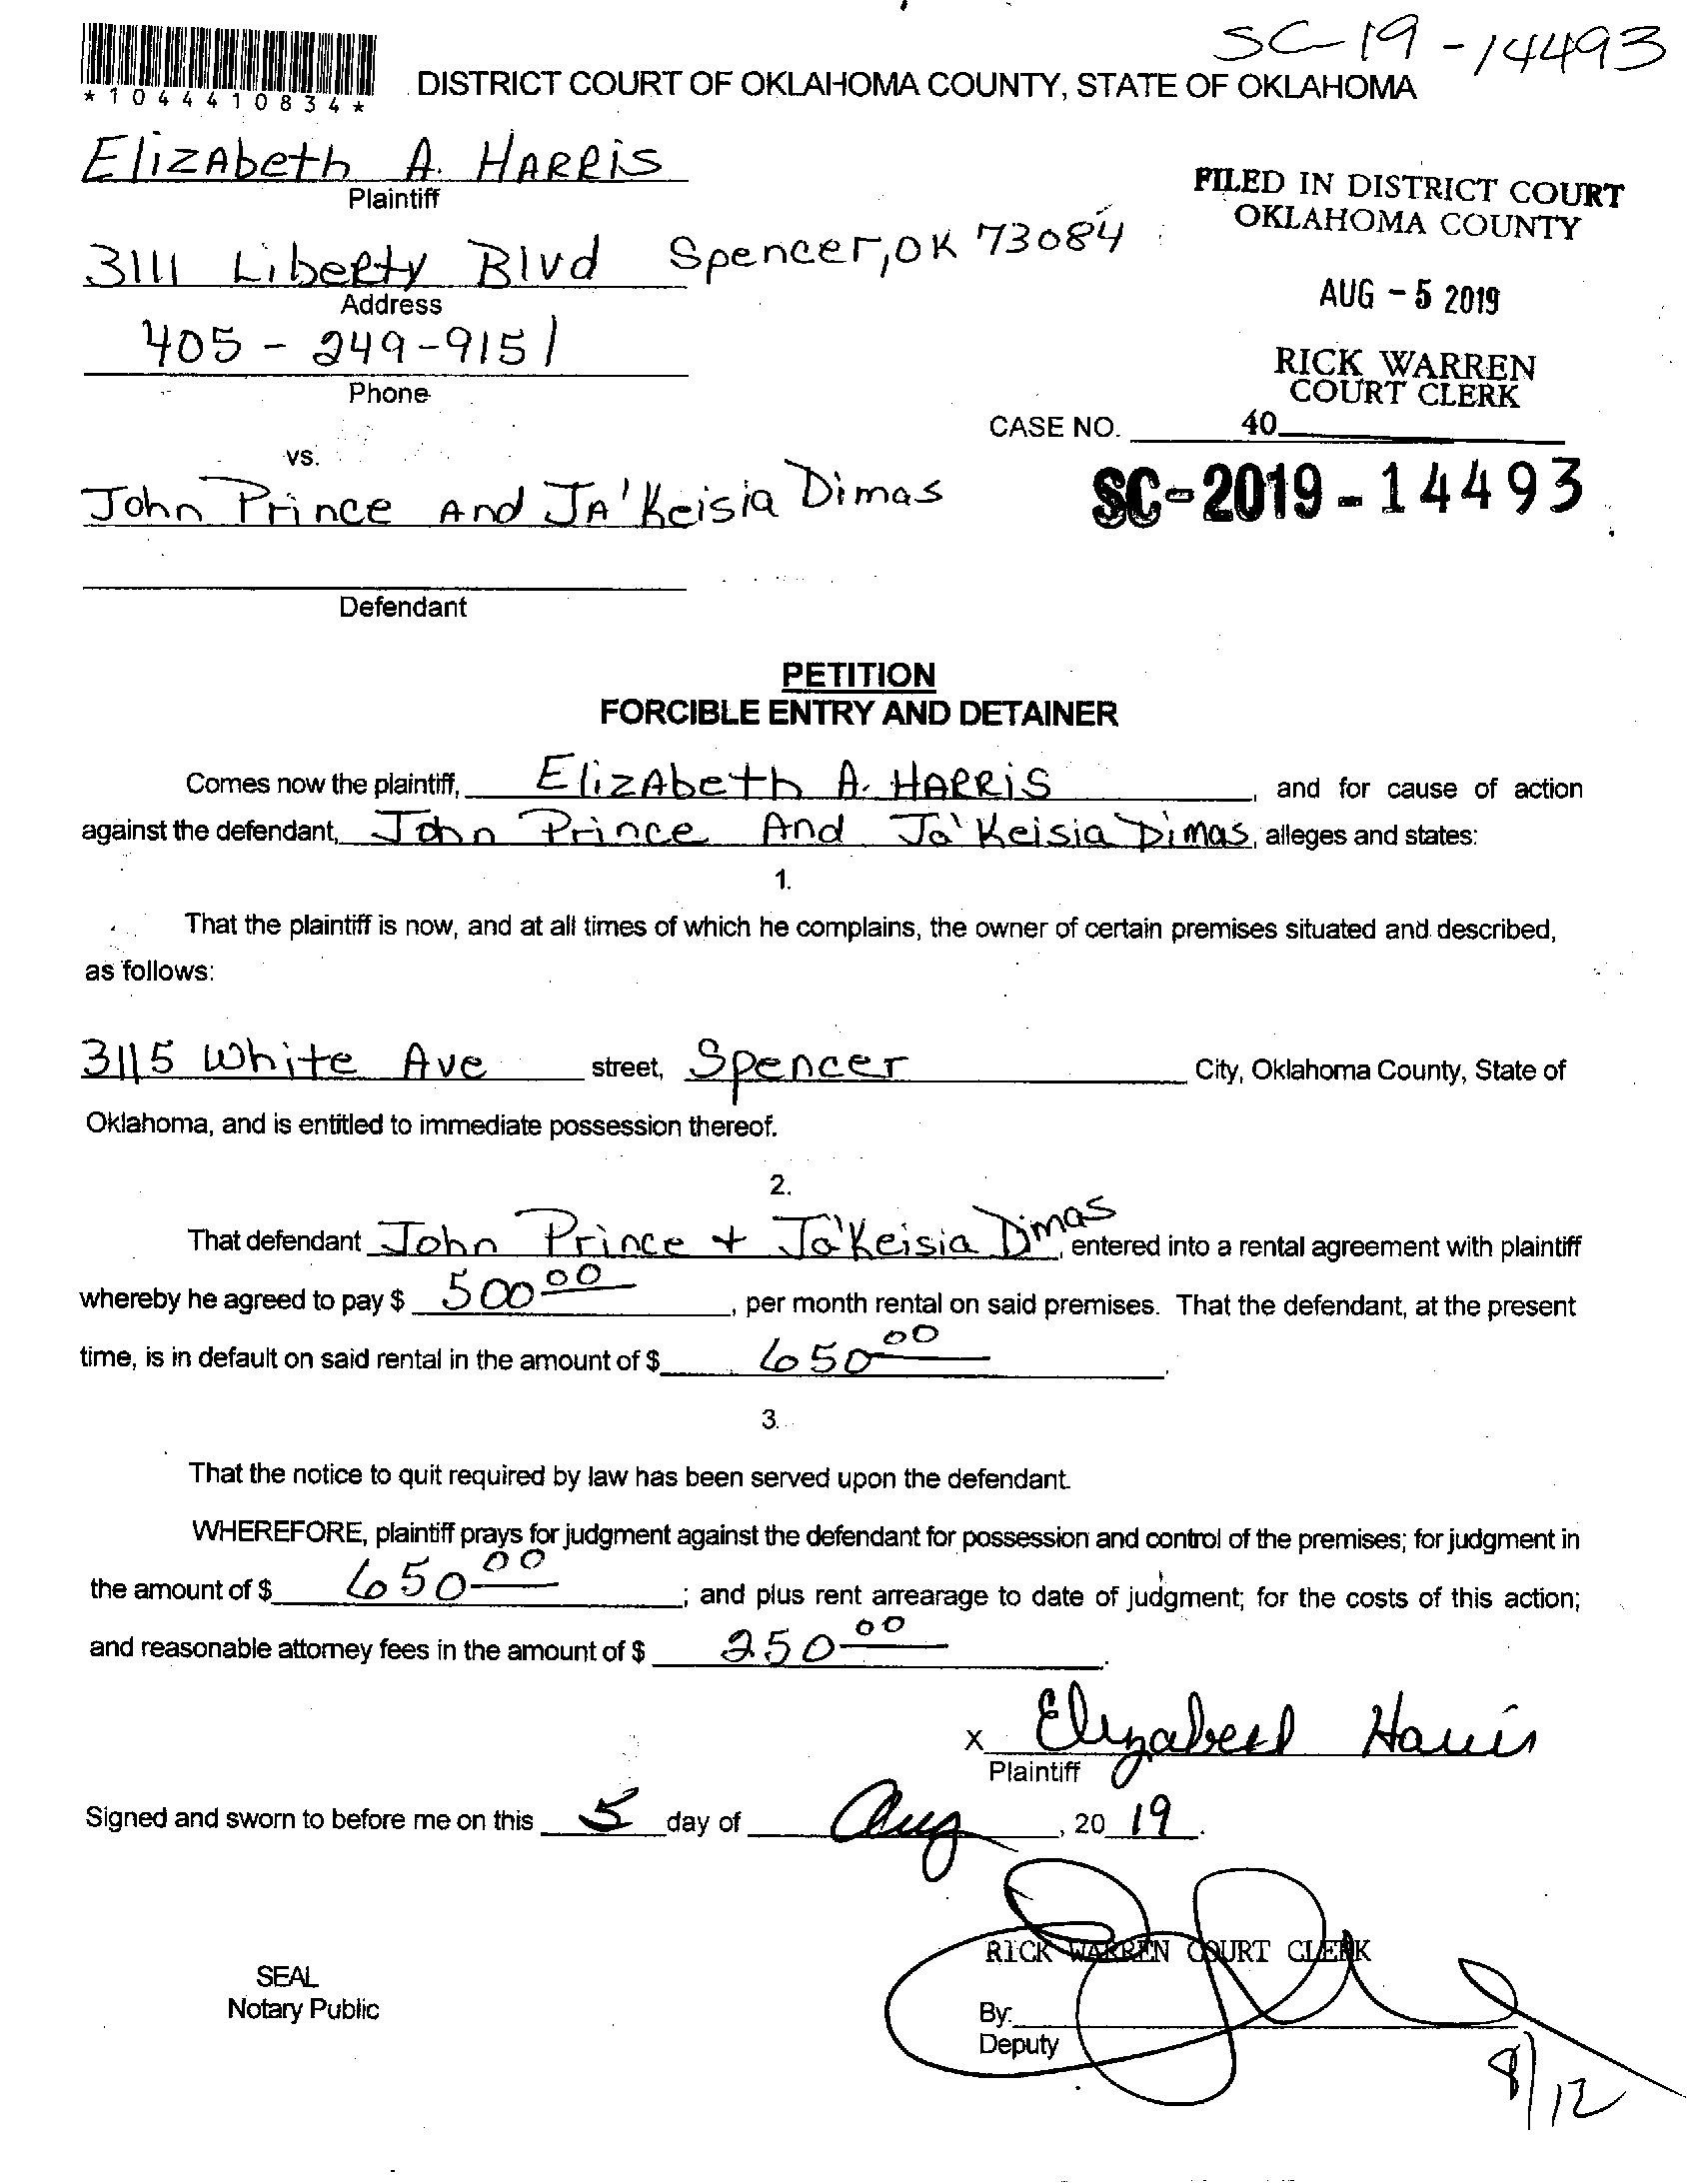 SC-19-14493
*1044410834*
DISTRICT COURT OF OKLAHOMA COUNTY, STATE OF OKLAHOMA
ElizAbeth A. HARRiS
Plaintiff
3111 Liberty Blvd Spencer, OK 73084
Address
405-249-9151
Phone
FILED IN DISTRICT COURT
OKLAHOMA COUNTY
AUG - 5 2019
RICK WARREN
COURT CLERK
CASE NO. 40
SC-2019-14493
vs.
John Prince And JA'Keisia Dimas
Defendant
PETITION
FORCIBLE ENTRY AND DETAINER
Comes now the plaintiff, ElizAbeth A. HARRiS, and for cause of action
against the defendant, John Prince And Ja'Keisia Dimas, alleges and states:
1.
That the plaintiff is now, and at all times of which he complains, the owner of certain premises situated and described,
as follows:
3115 White Ave street, Spencer City, Oklahoma County, State of
Oklahoma, and is entitled to immediate possession thereof.
2.
That defendant John Prince + Ja'Keisia Dimas, entered into a rental agreement with plaintiff
whereby he agreed to pay $ 500 00, per month rental on said premises. That the defendant, at the present
time, is in default on said rental in the amount of $ 650 00.
3.
That the notice to quit required by law has been served upon the defendant.
WHEREFORE, plaintiff prays for judgment against the defendant for possession and control of the premises; for judgment in
the amount of $ 650 00; and plus rent arrearage to date of judgment; for the costs of this action;
and reasonable attorney fees in the amount of $ 250 00.
x Elizabeth Harris
Plaintiff
Signed and sworn to before me on this 5 day of Aug, 20 19.
RICK WARREN COURT CLERK
SEAL
Notary Public
By:
Deputy
8/12